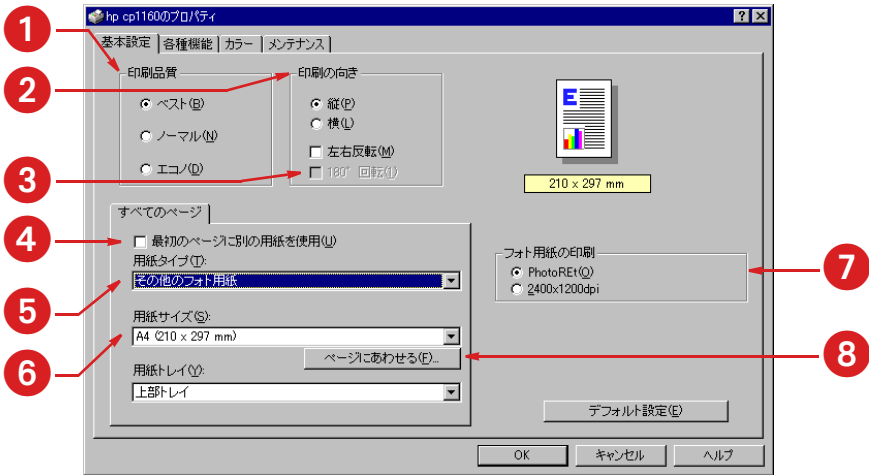 hp cp1160のプロパティ
基本設定 各種機能 カラー メンテナンス
1
印刷品質
ベスト(B)
ノーマル(N)
エコノ(D)
2
印刷の向き
縦(P)
横(L)
左右反転(M)
3
180° 回転(1)
E
210 x 297 mm
すべてのページ
4
最初のページに別の用紙を使用(U)
用紙タイプ(T):
5
その他のフォト用紙
用紙サイズ(S):
6
A4 (210 x 297 mm)
ページにあわせる(F)...
8
用紙トレイ(Y):
上部トレイ
フォト用紙の印刷
7
PhotoREt(O)
2400x1200dpi
デフォルト設定(E)
OK キャンセル ヘルプ